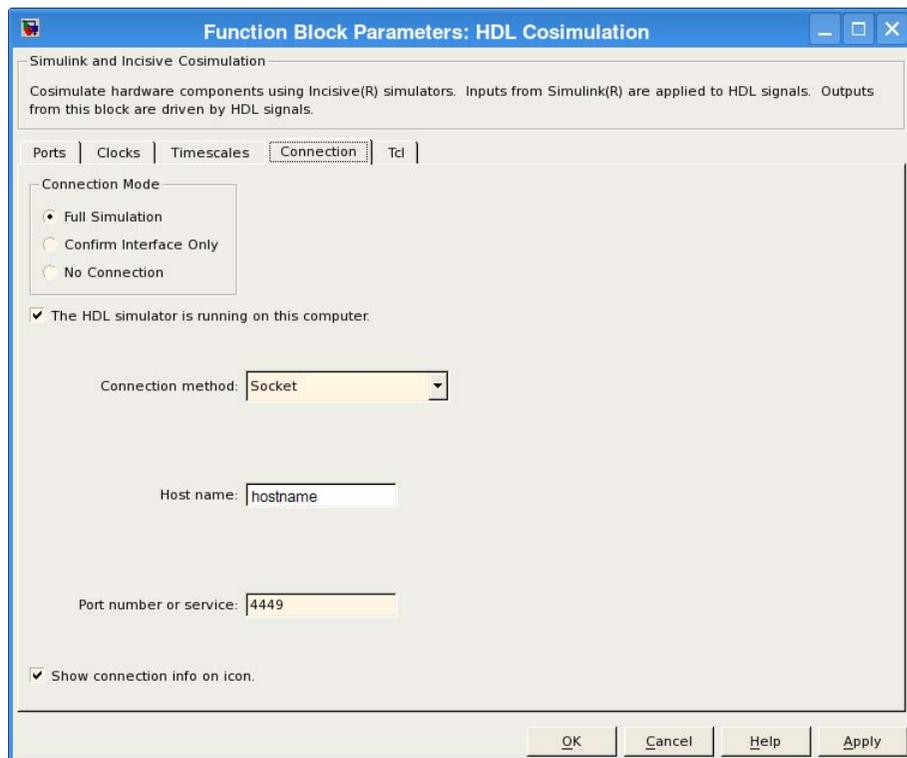 Function Block Parameters: HDL Cosimulation
Simulink and Incisive Cosimulation
Cosimulate hardware components using Incisive(R) simulators.  Inputs from Simulink(R) are applied to HDL signals.  Outputs
from this block are driven by HDL signals.
Ports Clocks Timescales Connection Tcl
Connection Mode
Full Simulation
Confirm Interface Only
No Connection
The HDL simulator is running on this computer.
Connection method: Socket
Host name: hostname
Port number or service: 4449
Show connection info on icon.
OK Cancel Help Apply